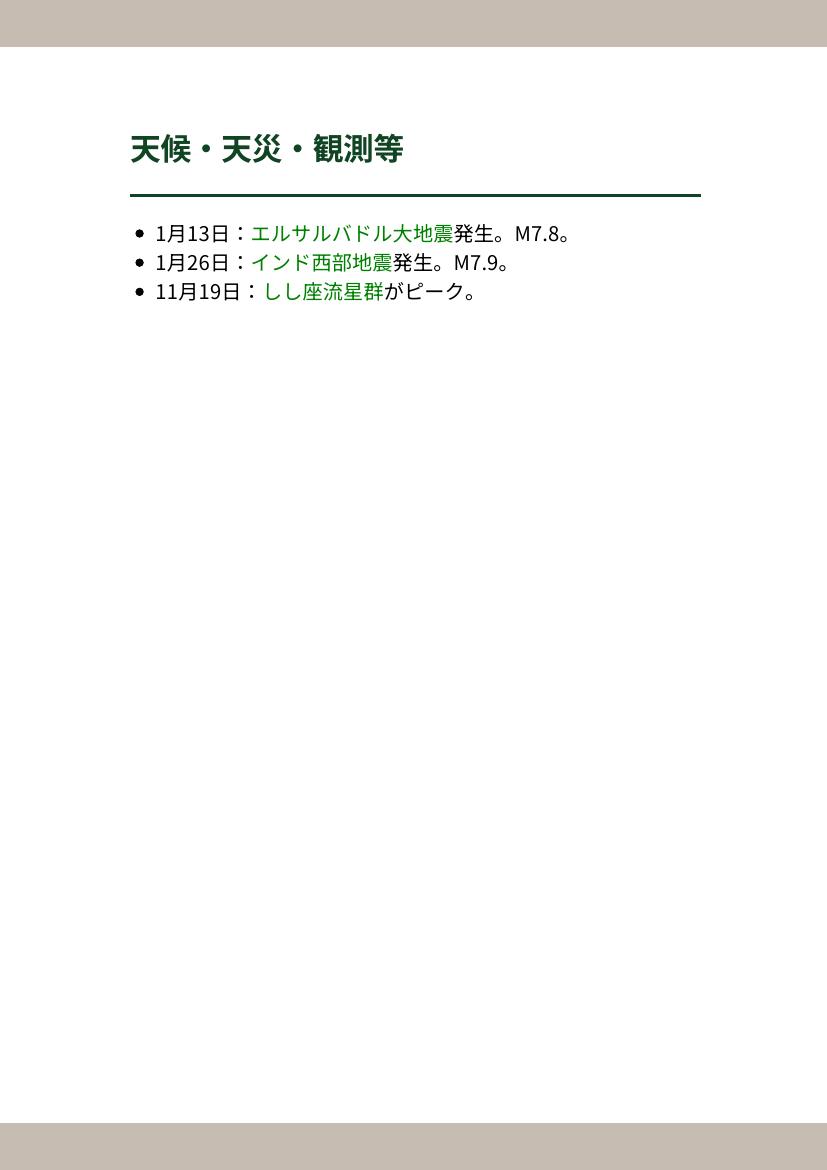 天候・天災・観測等
1月13日：エルサルバドル大地震発生。M7.8。
1月26日：インド西部地震発生。M7.9。
11月19日：しし座流星群がピーク。